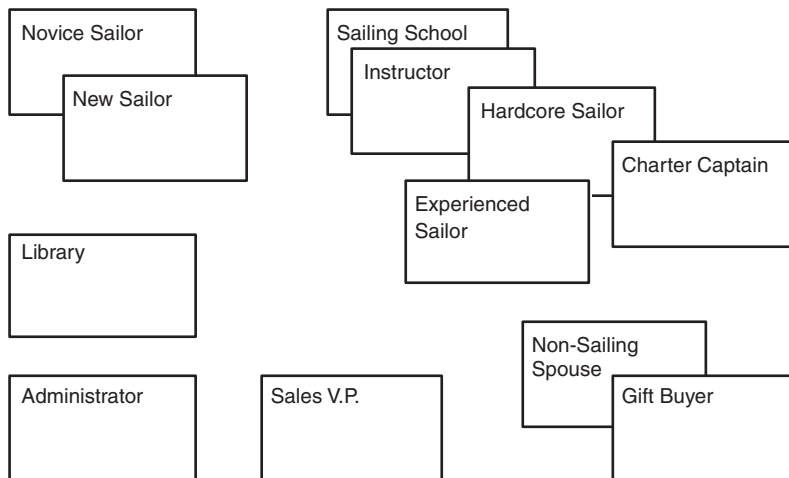 Novice Sailor
New Sailor
Sailing School
Instructor
Hardcore Sailor
Charter Captain
Experienced
Sailor
Library
Non-Sailing
Spouse
Administrator
Sales V.P.
Gift Buyer